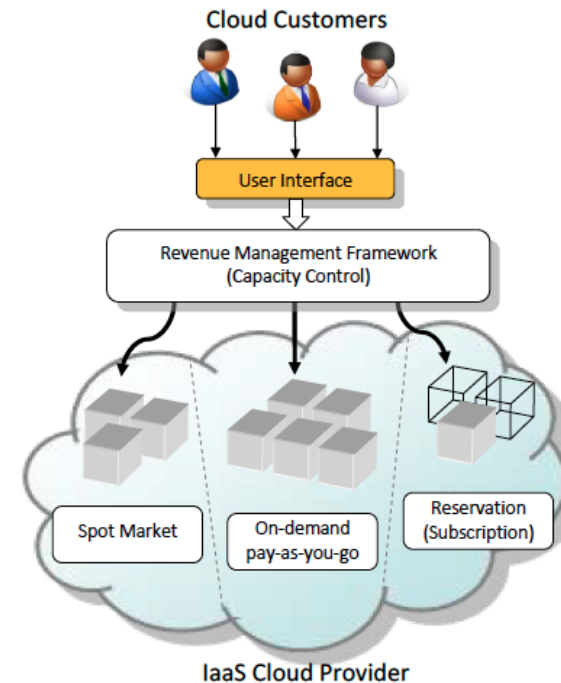 Cloud Customers
User Interface
Revenue Management Framework
(Capacity Control)
Spot Market
On-demand
pay-as-you-go
Reservation
(Subscription)
IaaS Cloud Provider